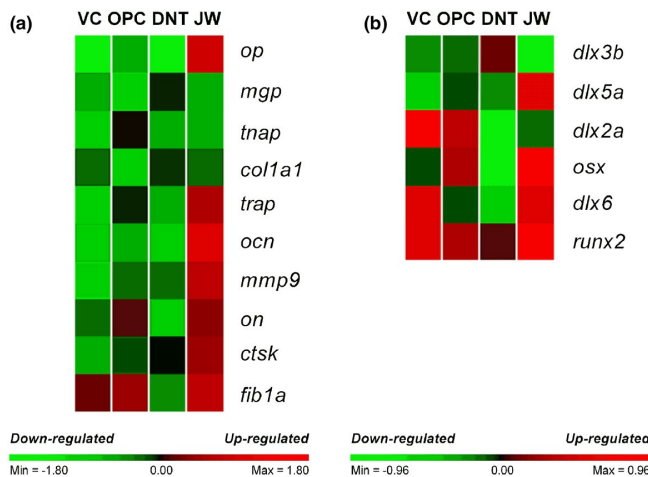 (a)
VC OPC DNT JW
op
mgp
tnap
col1a1
trap
ocn
mmp9
on
ctsk
fib1a
Down-regulated Up-regulated
Min = -1.80 0.00 Max = 1.80
(b)
VC OPC DNT JW
dlx3b
dlx5a
dlx2a
osx
dlx6
runx2
Down-regulated Up-regulated
Min = -0.96 0.00 Max = 0.96